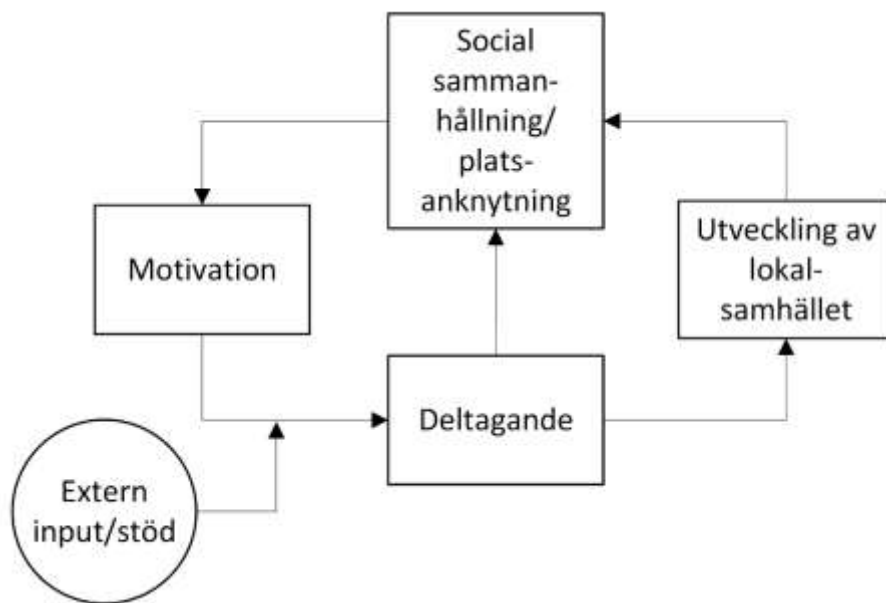 Social
samman-
hållning/
plats-
anknytning
Motivation
Utveckling av
lokal-
samhället
Deltagande
Extern
input/stöd